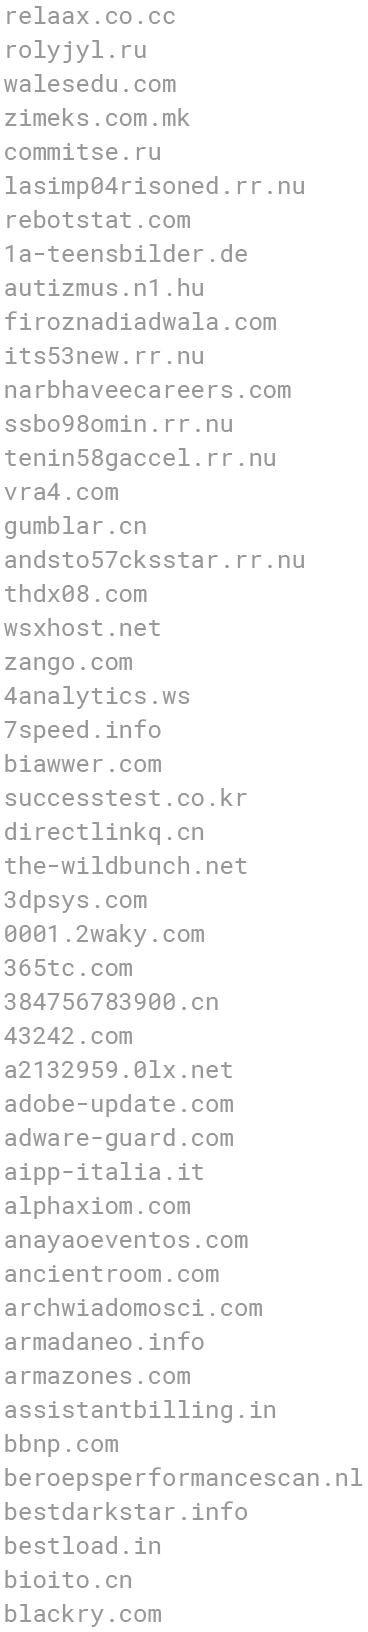 relaax.co.cc
rolyjyl.ru
walesedu.com
zimeks.com.mk
commitse.ru
lasimp04risoned.rr.nu
rebotstat.com
1a-teensbilder.de
autizmus.n1.hu
firoznadiadwala.com
its53new.rr.nu
narbhaveecareers.com
ssbo98omin.rr.nu
tenin58gaccel.rr.nu
vra4.com
gumblar.cn
andsto57cksstar.rr.nu
thdx08.com
wsxhost.net
zango.com
4analytics.ws
7speed.info
biawwer.com
successtest.co.kr
directlinkq.cn
the-wildbunch.net
3dpsys.com
0001.2waky.com
365tc.com
384756783900.cn
43242.com
a2132959.0lx.net
adobe-update.com
adware-guard.com
aipp-italia.it
alphaxiom.com
anayaoeventos.com
ancientroom.com
archwiadomosci.com
armadaneo.info
armazones.com
assistantbilling.in
bbnp.com
beroepsperformancescan.nl
bestdarkstar.info
bestload.in
bioito.cn
blackry.com